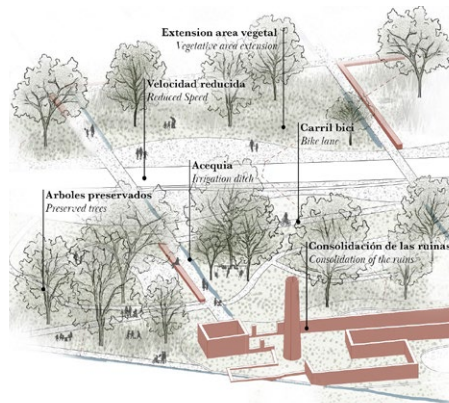 Extension area vegetal
Vegetative area extension
Velocidad reducida
Reduced Speed
Carril bici
Bike lane
Acequia
Irrigation ditch
Arboles preservados
Preserved trees
Consolidación de las ruinas
Consolidation of the ruins